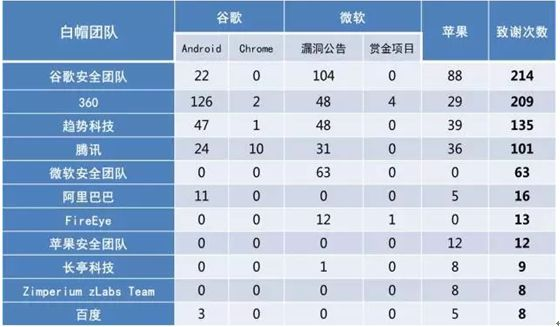 白帽团队 谷歌 微软 苹果 致谢次数
Android Chrome 漏洞公告 赏金项目
谷歌安全团队 22 0 104 0 88 214
360 126 2 48 4 29 209
趋势科技 47 1 48 0 39 135
腾讯 24 10 31 0 36 101
微软安全团队 0 0 63 0 0 63
阿里巴巴 11 0 0 0 5 16
FireEye 0 0 12 1 0 13
苹果安全团队 0 0 0 0 12 12
长亭科技 0 0 1 0 8 9
Zimperium zLabs Team 0 0 0 0 8 8
百度 3 0 0 0 5 8